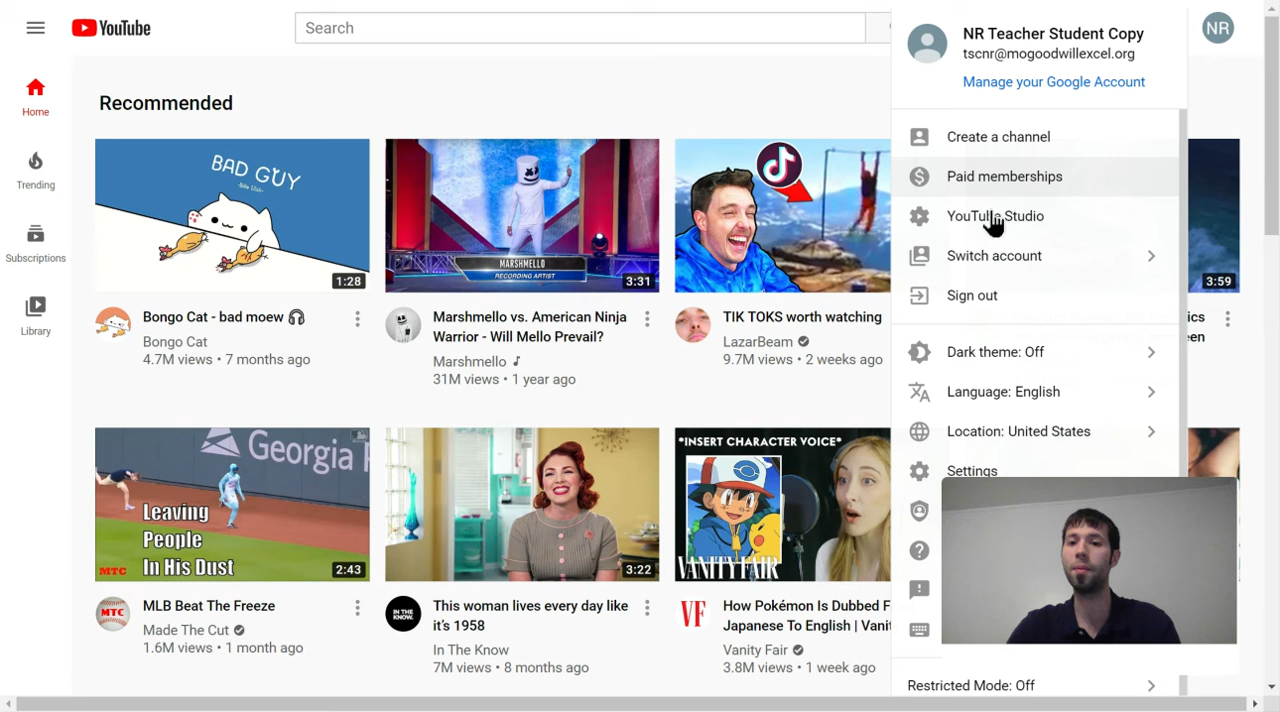 YouTube
Search
NR
NR Teacher Student Copy
tscnr@mogoodwillexcel.org
Manage your Google Account
Home
Trending
Subscriptions
Library
Recommended
BAD GUY
1:28
Bongo Cat - bad meow
Bongo Cat
4.7M views • 7 months ago
MARSHMELLO
RECORDING ARTIST
3:31
Marshmello vs. American Ninja
Warrior - Will Mello Prevail?
Marshmello
31M views • 1 year ago
TIK TOKS worth watching
LazarBeam
9.7M views • 2 weeks ago
3:59
Create a channel
Paid memberships
YouTube Studio
Switch account
Sign out
Dark theme: Off
Language: English
Location: United States
Settings
Restricted Mode: Off
Georgia
Leaving
People
In His Dust
MTC
2:43
MTC
MLB Beat The Freeze
Made The Cut
1.6M views • 1 month ago
3:22
IN THE KNOW.
This woman lives every day like
it's 1958
In The Know
7M views • 8 months ago
*INSERT CHARACTER VOICE*
VANITY FAIR
VF
How Pokémon Is Dubbed F
Japanese To English | Vanit
Vanity Fair
3.8M views • 1 week ago